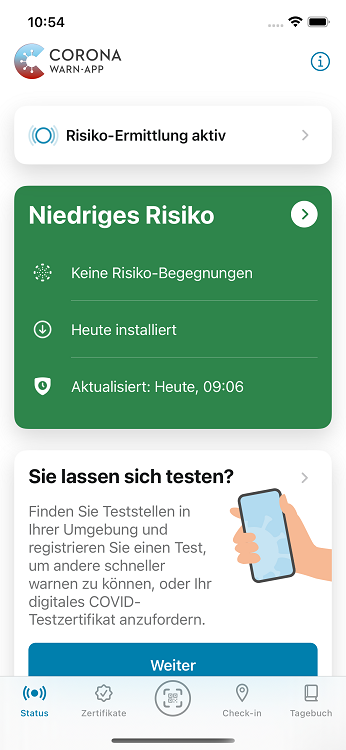 10:54
CORONA
WARN-APP
Risiko-Ermittlung aktiv
Niedriges Risiko
Keine Risiko-Begegnungen
Heute installiert
Aktualisiert: Heute, 09:06
Sie lassen sich testen?
Finden Sie Teststellen in
Ihrer Umgebung und
registrieren Sie einen Test,
um andere schneller
warnen zu können, oder Ihr
digitales COVID-
Testzertifikat anzufordern.
Weiter
Status
Zertifikate
Check-in
Tagebuch